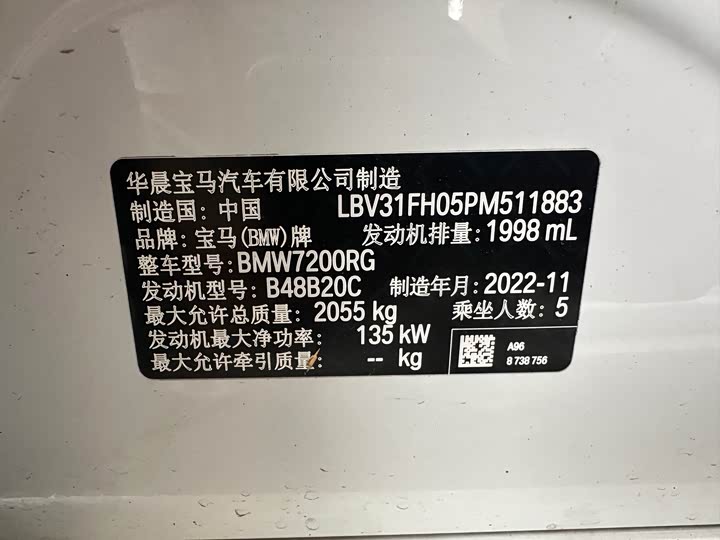 华晨宝马汽车有限公司制造
制造国: 中国 LBV31FH05PM511883
品牌: 宝马(BMW)牌 发动机排量: 1998 mL
整车型号: BMW7200RG
发动机型号: B48B20C 制造年月: 2022-11
最大允许总质量: 2055 kg 乘坐人数: 5
发动机最大净功率: 135 kW
最大允许牵引质量: -- kg
A96
8 738 756